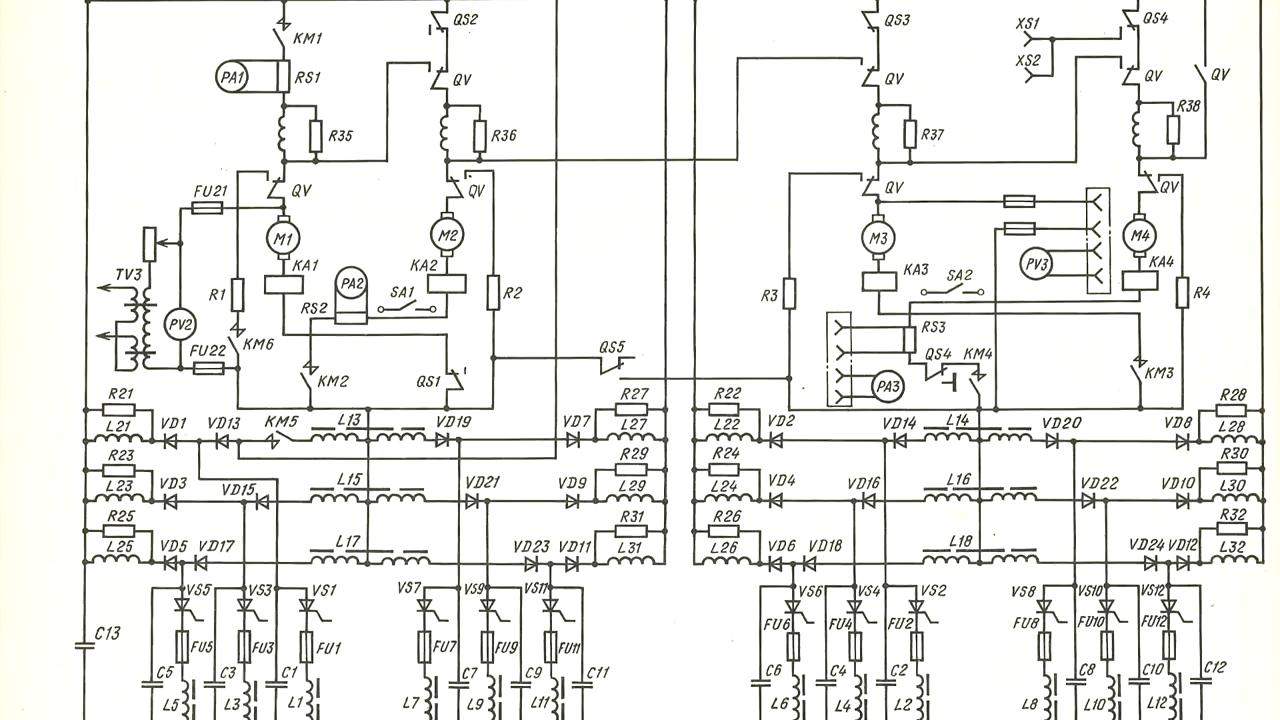 QS2
QS3
XS1
QS4
KM1
XS2
PA1
RS1
QV
QV
QV
QV
R35
R36
R37
R38
FU21
QV
QV
QV
QV
M1
M2
M3
M4
TV3
KA1
KA2
KA3
SA2
PV3
KA4
R1
RS2
PA2
SA1
R2
R3
R4
PV2
KM6
RS3
FU22
QS5
QS4
KM4
KM2
QS1
PA3
KM3
R21
L13
R27
R22
R28
L21
VD1
VD13
KM5
VD19
VD7
L27
L22
VD2
VD14
L14
VD20
VD8
L28
R23
R29
R24
R30
L23
VD3
VD15
L15
VD21
VD9
L29
L24
VD4
VD16
L16
VD22
VD10
L30
R25
R31
R26
R32
L25
VD5
VD17
L17
VD23
VD11
L31
L26
VD6
VD18
L18
VD24
VD12
L32
VS5
VS3
VS1
VS7
VS9
VS11
VS6
VS4
VS2
VS8
VS10
VS12
C13
FU5
FU3
FU1
FU7
FU9
FU11
FU6
FU4
FU2
FU8
FU10
FU12
C5
C3
C1
C7
C9
C11
C6
C4
C2
C8
C10
C12
L5
L3
L1
L7
L9
L11
L6
L4
L2
L8
L10
L12